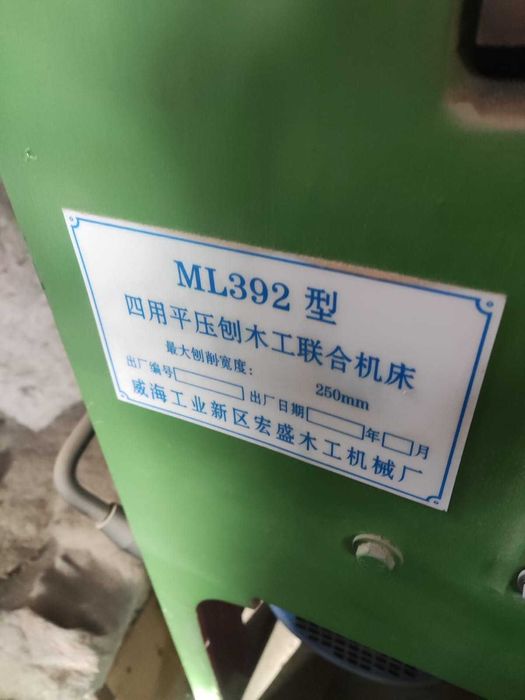 ML392 型
四用平压刨木工联合机床
最大刨削宽度： 250mm
出厂编号 出厂日期 年 月
威海工业新区宏盛木工机械厂